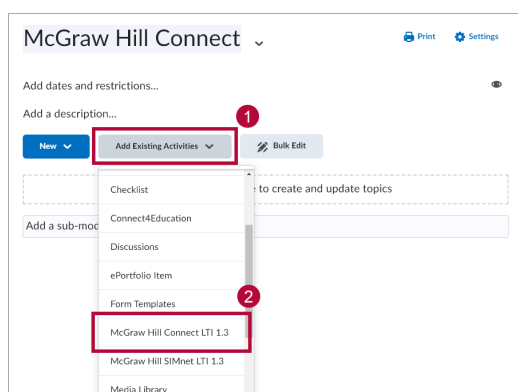 McGraw Hill Connect
Print
Settings
Add dates and restrictions...
Add a description...
1
New
Add Existing Activities
Bulk Edit
to create and update topics
Checklist
Add a sub-mod
Connect4Education
Discussions
ePortfolio Item
Form Templates
2
McGraw Hill Connect LTI 1.3
McGraw Hill SIMnet LTI 1.3
Media Library